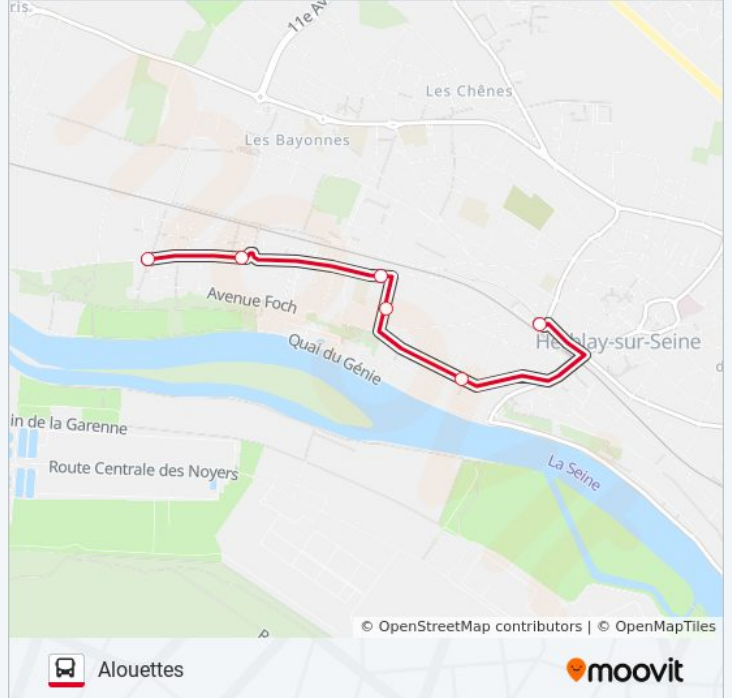 ris.
11e Av
Les Chênes
Les Bayonnes
Avenue Foch
Quai du Génie
Herblay-sur-Seine
d
in de la Garenne
Route Centrale des Noyers
La Seine
© OpenStreetMap contributors | © OpenMapTiles
Alouettes
moovit